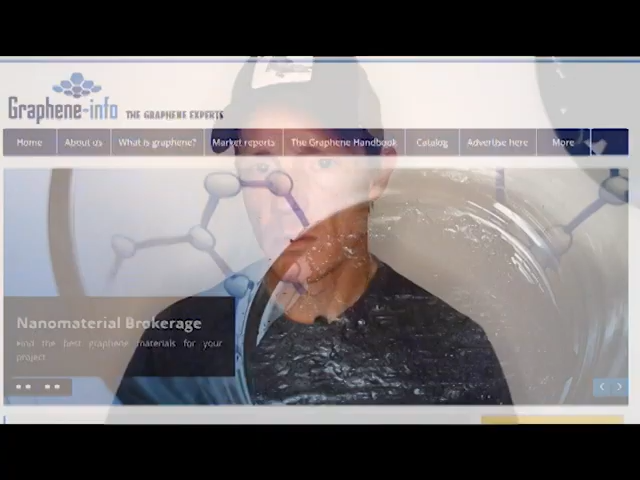 Graphene-info THE GRAPHENE EXPERTS
Home About us What is graphene? Market reports The Graphene Handbook Catalog Advertise here More
Nanomaterial Brokerage
Find the best graphene materials for your
project